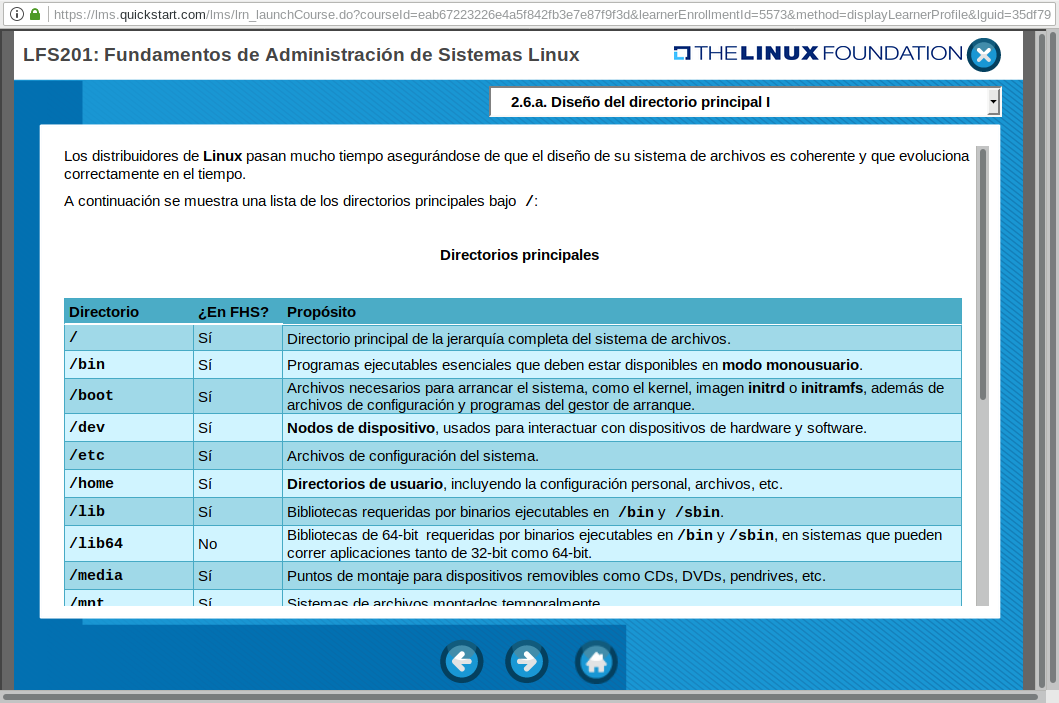 https://lms.quickstart.com/lms/lrn_launchCourse.do?courseId=eab67223226e4a5f842fb3e7e87f9f3d&learnerEnrollmentId=5573&method=displayLearnerProfile&lguid=35df79
LFS201: Fundamentos de Administración de Sistemas Linux
THE LINUX FOUNDATION
2.6.a. Diseño del directorio principal I
Los distribuidores de Linux pasan mucho tiempo asegurándose de que el diseño de su sistema de archivos es coherente y que evoluciona
correctamente en el tiempo.
A continuación se muestra una lista de los directorios principales bajo /:
Directorios principales
Directorio ¿En FHS? Propósito
/ Sí Directorio principal de la jerarquía completa del sistema de archivos.
/bin Sí Programas ejecutables esenciales que deben estar disponibles en modo monousuario.
/boot Sí Archivos necesarios para arrancar el sistema, como el kernel, imagen initrd o initramfs, además de
archivos de configuración y programas del gestor de arranque.
/dev Sí Nodos de dispositivo, usados para interactuar con dispositivos de hardware y software.
/etc Sí Archivos de configuración del sistema.
/home Sí Directorios de usuario, incluyendo la configuración personal, archivos, etc.
/lib Sí Bibliotecas requeridas por binarios ejecutables en /bin y /sbin.
/lib64 No Bibliotecas de 64-bit requeridas por binarios ejecutables en /bin y /sbin, en sistemas que pueden
correr aplicaciones tanto de 32-bit como 64-bit.
/media Sí Puntos de montaje para dispositivos removibles como CDs, DVDs, pendrives, etc.
/mnt Sí Sistemas de archivos montados temporalmente